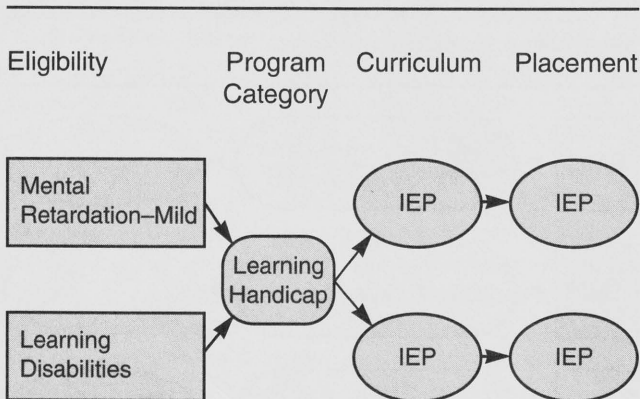 Eligibility
Program
Category
Curriculum
Placement
Mental
Retardation–Mild
IEP
IEP
Learning
Handicap
Learning
Disabilities
IEP
IEP